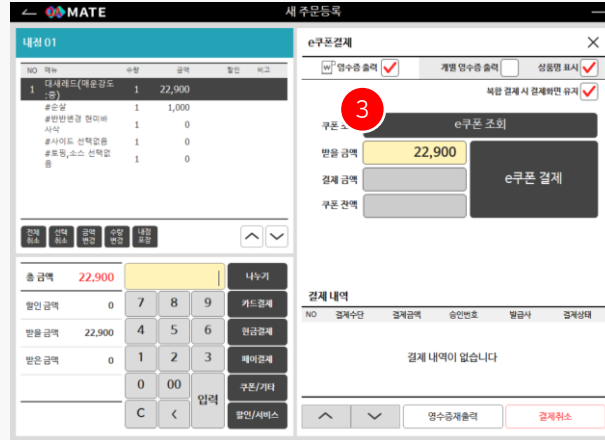 MATE
새 주문등록
내점 01
NO 메뉴 수량 금액 할인 비고
1 대새레드(매운강도:중) 1 22,900
#순살 1 1,000
#반반변경 현미바사삭 1 0
#사이드 선택없음 1 0
#토핑,소스 선택없음 1 0
전체취소 선택취소 금액변경 수량변경 내점포장
총 금액 22,900
할인 금액 0
받을 금액 22,900
받은 금액 0
7 8 9
4 5 6
1 2 3
0 00 입력
C <
나누기
카드결제
현금결제
페이결제
쿠폰/기타
할인/서비스
e쿠폰결제
영수증 출력 개별 영수증 출력 상품명 표시
복합 결제 시 결제화면 유지
3
쿠폰 e쿠폰 조회
받을 금액 22,900
결제 금액
쿠폰 잔액
e쿠폰 결제
결제 내역
NO 결제수단 결제금액 승인번호 발급사 결제상태
결제 내역이 없습니다
영수증재출력 결제취소